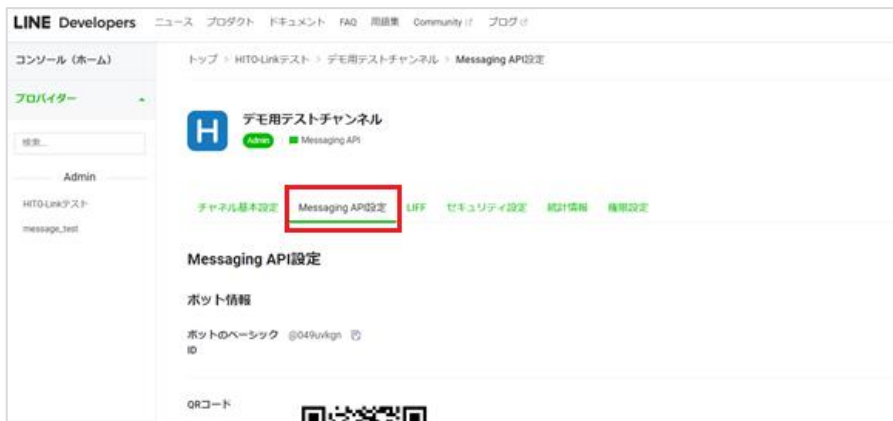 LINE Developers ニュース プロダクト ドキュメント FAQ 用語集 Community ブログ
コンソール（ホーム）
トップ > HITO-Linkテスト > デモ用テストチャンネル > Messaging API設定
プロバイダー
デモ用テストチャンネル
H
Admin Messaging API
検索...
Admin
HITO-Linkテスト
message_test
チャネル基本設定 Messaging API設定 LIFF セキュリティ設定 統計情報 権限設定
Messaging API設定
ボット情報
ボットのベーシック @049uvkgn
ID
QRコード